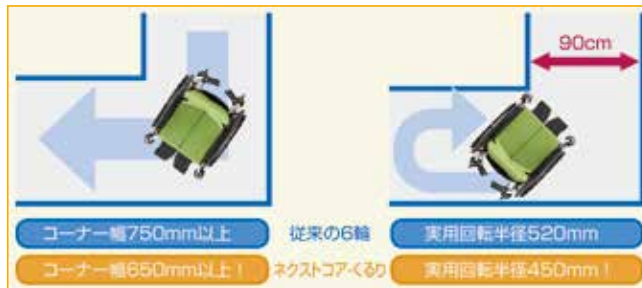 90cm
コーナー幅750mm以上 従来の6輪 実用回転半径520mm
コーナー幅650mm以上！ ネクストコア・くるり 実用回転半径450mm！